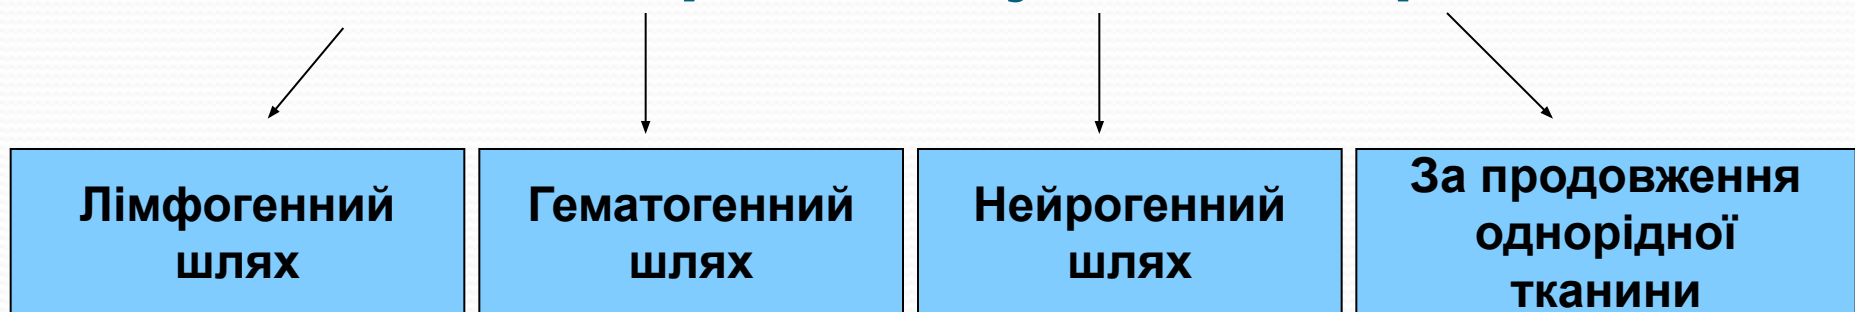 Лімфогенний
шлях
Гематогенний
шлях
Нейрогенний
шлях
За продовження
однорідної
тканини